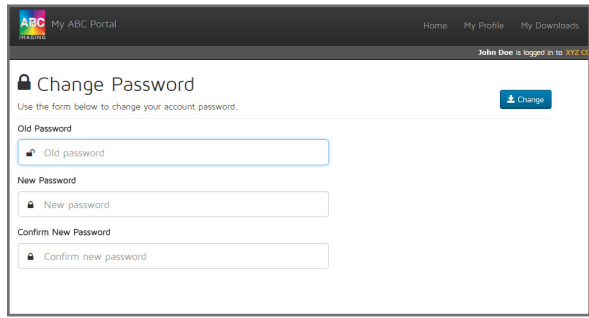 ABC
IMAGING
My ABC Portal
Home My Profile My Downloads
John Doe is logged in to XYZ
Change Password
Use the form below to change your account password.
Change
Old Password
Old password
New Password
New password
Confirm New Password
Confirm new password